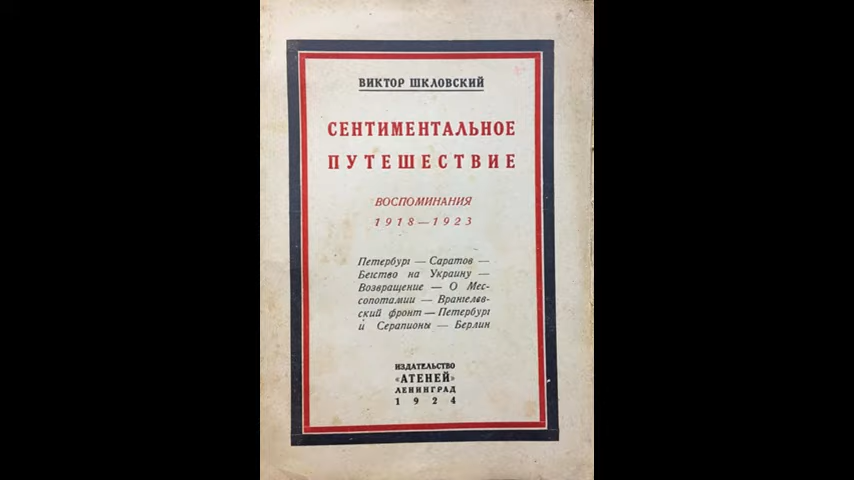 ВИКТОР ШКЛОВСКИЙ
СЕНТИМЕНТАЛЬНОЕ
ПУТЕШЕСТВИЕ
ВОСПОМИНАНИЯ
1918—1923
Петербург — Саратов —
Бегство на Украину —
Возвращение — О Мес-
сопотамии — Врангелев-
ский фронт — Петербург
и Серапионы — Берлин
ИЗДАТЕЛЬСТВО
«АТЕНЕЙ»
ЛЕНИНГРАД
1924